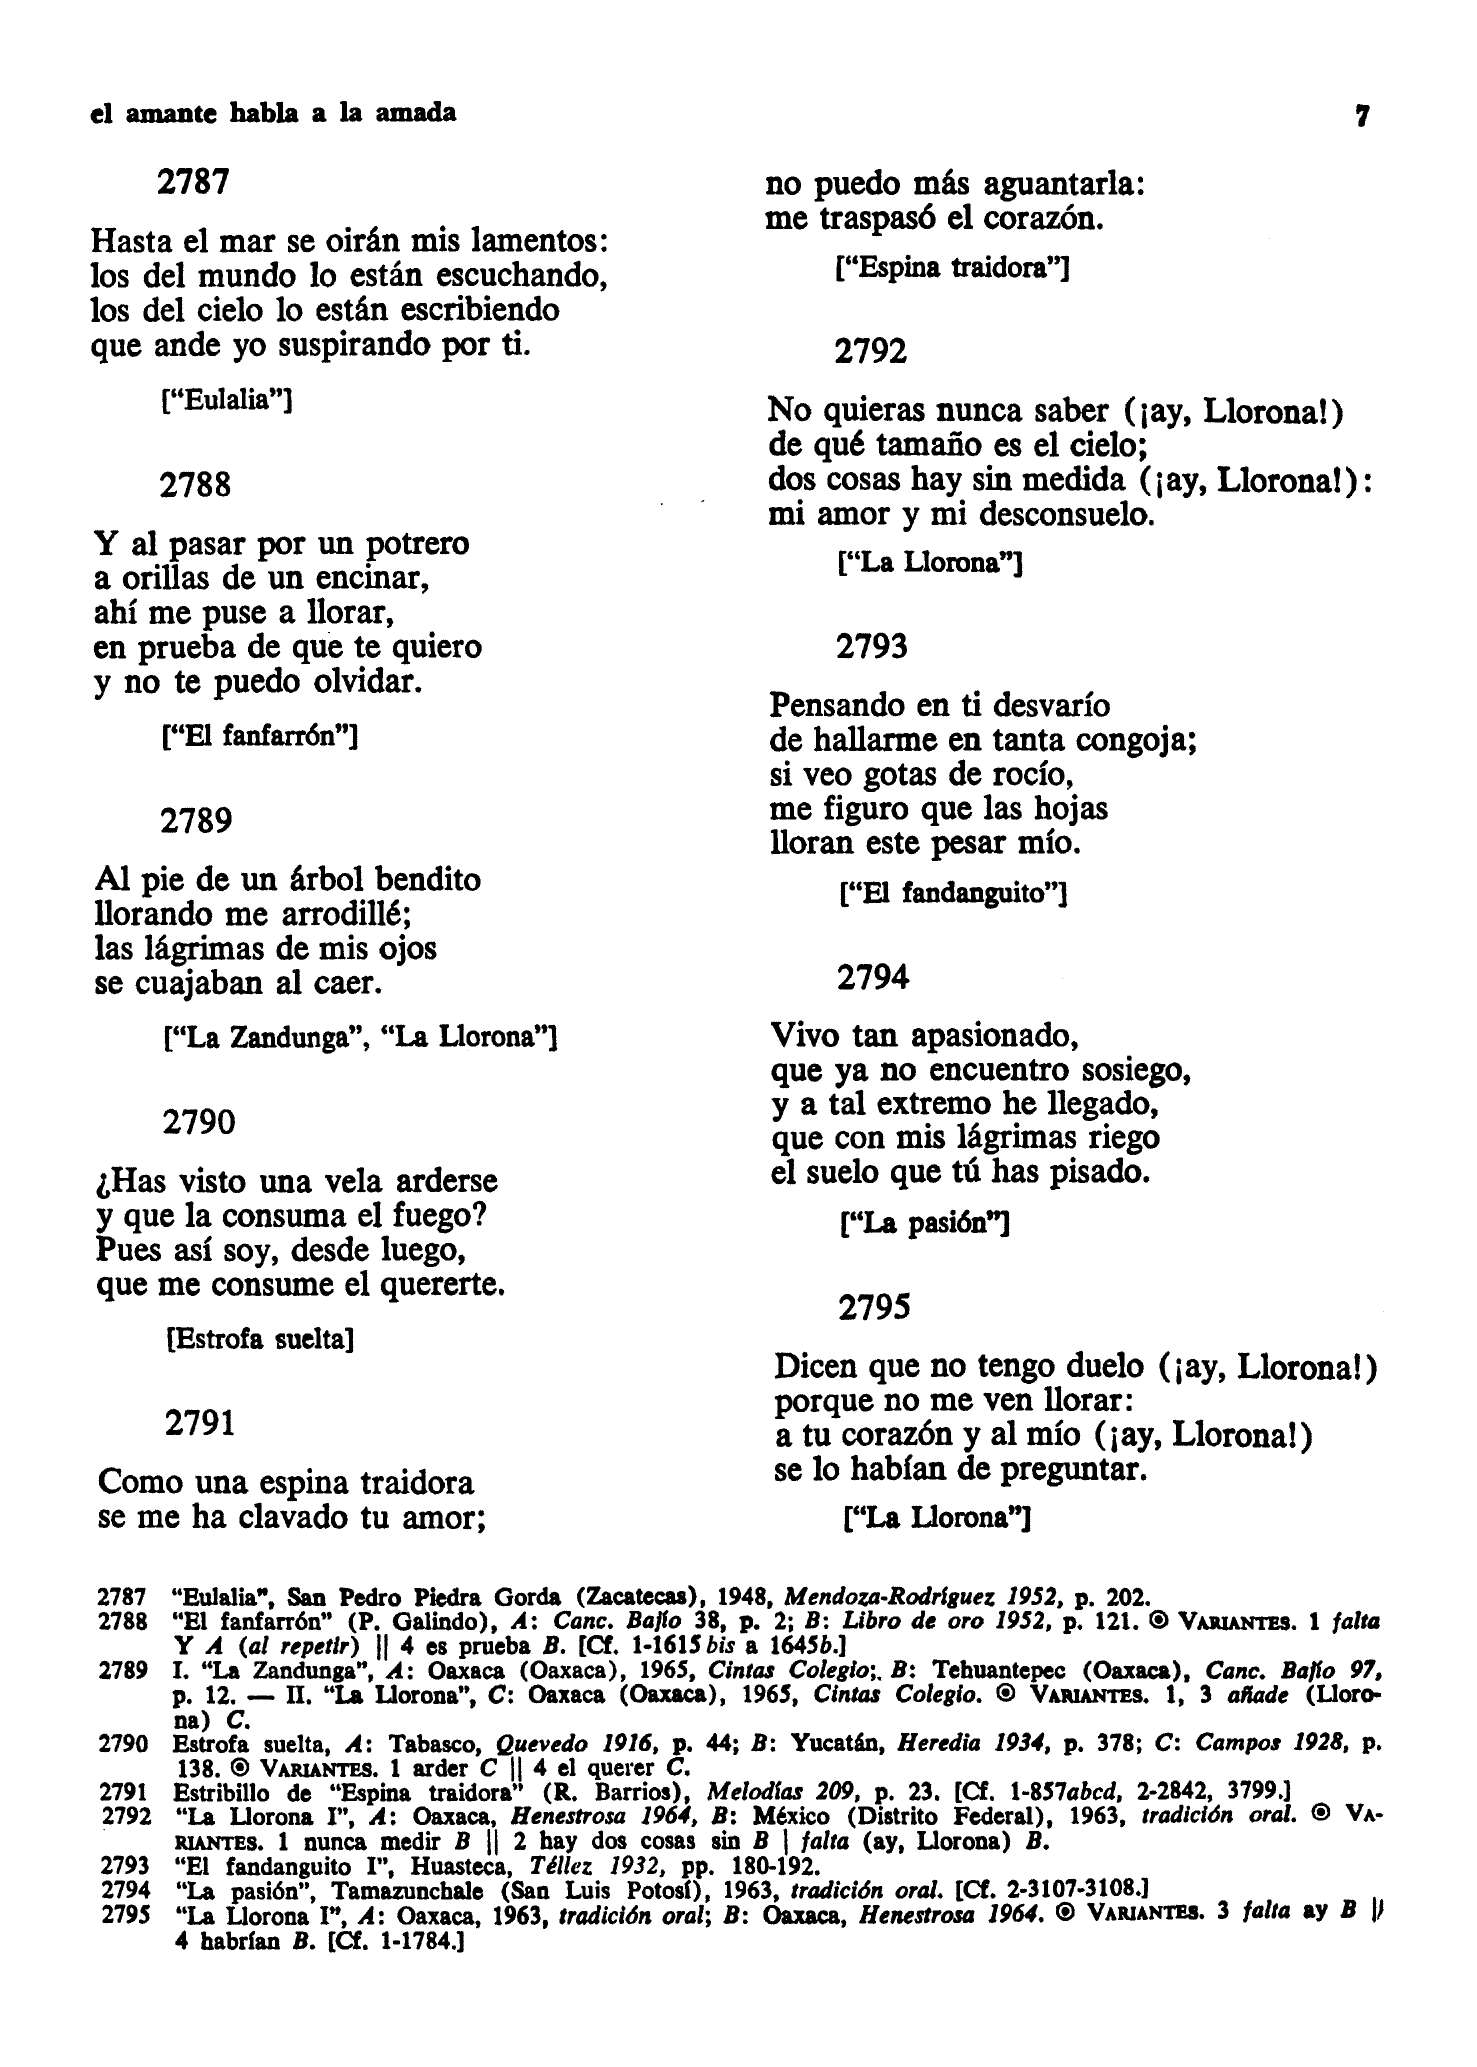 el amante habla a la amada 7
2787
Hasta el mar se oirán mis lamentos:
los del mundo lo están escuchando,
los del cielo lo están escribiendo
que ande yo suspirando por ti.
[“Eulalia”]
2788
Y al pasar por un potrero
a orillas de un encinar,
ahí me puse a llorar,
en prueba de que te quiero
y no te puedo olvidar.
[“El fanfarrón”]
2789
Al pie de un árbol bendito
llorando me arrodillé;
las lágrimas de mis ojos
se cuajaban al caer.
[“La Zandunga”, “La Llorona”]
2790
¿Has visto una vela arderse
y que la consuma el fuego?
Pues así soy, desde luego,
que me consume el quererte.
[Estrofa suelta]
2791
Como una espina traidora
se me ha clavado tu amor;
no puedo más aguantarla:
me traspasó el corazón.
[“Espina traidora”]
2792
No quieras nunca saber (¡ay, Llorona!)
de qué tamaño es el cielo;
dos cosas hay sin medida (¡ay, Llorona!):
mi amor y mi desconsuelo.
[“La Llorona”]
2793
Pensando en ti desvarío
de hallarme en tanta congoja;
si veo gotas de rocío,
me figuro que las hojas
lloran este pesar mío.
[“El fandanguito”]
2794
Vivo tan apasionado,
que ya no encuentro sosiego,
y a tal extremo he llegado,
que con mis lágrimas riego
el suelo que tú has pisado.
[“La pasión”]
2795
Dicen que no tengo duelo (¡ay, Llorona!)
porque no me ven llorar:
a tu corazón y al mío (¡ay, Llorona!)
se lo habían de preguntar.
[“La Llorona”]
2787 “Eulalia”, San Pedro Piedra Gorda (Zacatecas), 1948, Mendoza-Rodríguez 1952, p. 202.
2788 “El fanfarrón” (P. Galindo), A: Canc. Bajío 38, p. 2; B: Libro de oro 1952, p. 121. ⊙ VARIANTES. 1 falta
Y A (al repetir) || 4 es prueba B. [Cf. 1-1615 bis a 1645b.]
2789 I. “La Zandunga”, A: Oaxaca (Oaxaca), 1965, Cintas Colegio;. B: Tehuantepec (Oaxaca), Canc. Bajío 97,
p. 12. — II. “La Llorona”, C: Oaxaca (Oaxaca), 1965, Cintas Colegio. ⊙ VARIANTES. 1, 3 añade (Lloro-
na) C.
2790 Estrofa suelta, A: Tabasco, Quevedo 1916, p. 44; B: Yucatán, Heredia 1934, p. 378; C: Campos 1928, p.
138. ⊙ VARIANTES. 1 arder C || 4 el querer C.
2791 Estribillo de “Espina traidora” (R. Barrios), Melodías 209, p. 23. [Cf. 1-857abcd, 2-2842, 3799.]
2792 “La Llorona I”, A: Oaxaca, Henestrosa 1964, B: México (Distrito Federal), 1963, tradición oral. ⊙ VA-
RIANTES. 1 nunca medir B || 2 hay dos cosas sin B | falta (ay, Llorona) B.
2793 “El fandanguito I”, Huasteca, Téllez 1932, pp. 180-192.
2794 “La pasión”, Tamazunchale (San Luis Potosí), 1963, tradición oral. [Cf. 2-3107-3108.]
2795 “La Llorona I”, A: Oaxaca, 1963, tradición oral; B: Oaxaca, Henestrosa 1964. ⊙ VARIANTES. 3 falta ay B ||
4 habrían B. [Cf. 1-1784.]